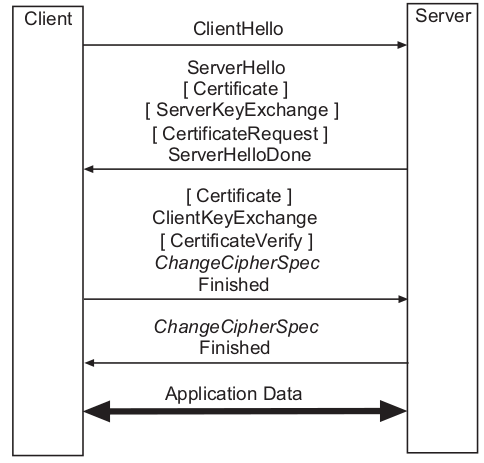 Client
Server
ClientHello
ServerHello
[ Certificate ]
[ ServerKeyExchange ]
[ CertificateRequest ]
ServerHelloDone
[ Certificate ]
ClientKeyExchange
[ CertificateVerify ]
ChangeCipherSpec
Finished
ChangeCipherSpec
Finished
Application Data